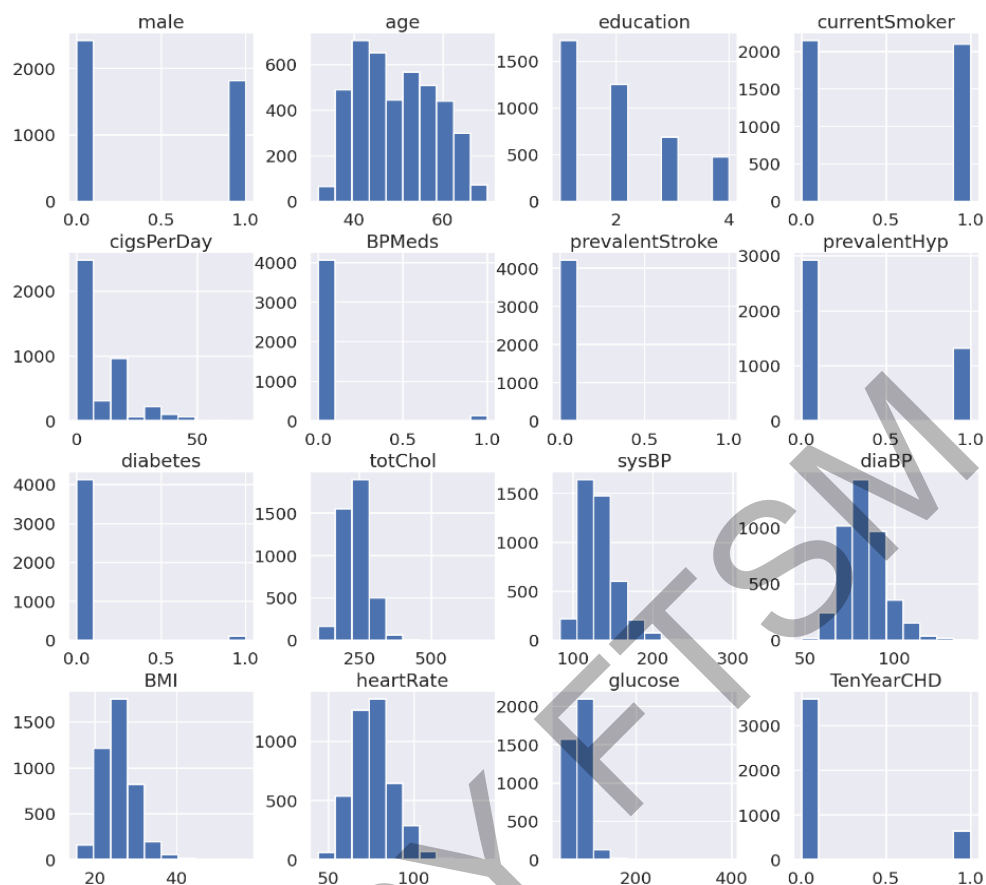 male age education currentSmoker
2000 1000 0 0.0 0.5 1.0
600 400 200 0 40 60
1500 1000 500 0 2 4
2000 1500 1000 500 0 0.0 0.5 1.0
cigsPerDay BPMeds prevalentStroke prevalentHyp
2000 1000 0 0 50
4000 3000 2000 1000 0 0.0 0.5 1.0
4000 3000 2000 1000 0 0.0 0.5 1.0
3000 2000 1000 0 0.0 0.5 1.0
diabetes totChol sysBP diaBP
4000 3000 2000 1000 0 0.0 0.5 1.0
1500 1000 500 0 250 500
1500 1000 500 0 100 200 300
1000 500 0 50 100
BMI heartRate glucose TenYearCHD
1500 1000 500 0 20 40
1000 500 0 50 100
2000 1500 1000 500 0 200 400
3000 2000 1000 0 0.0 0.5 1.0
Y FTSM